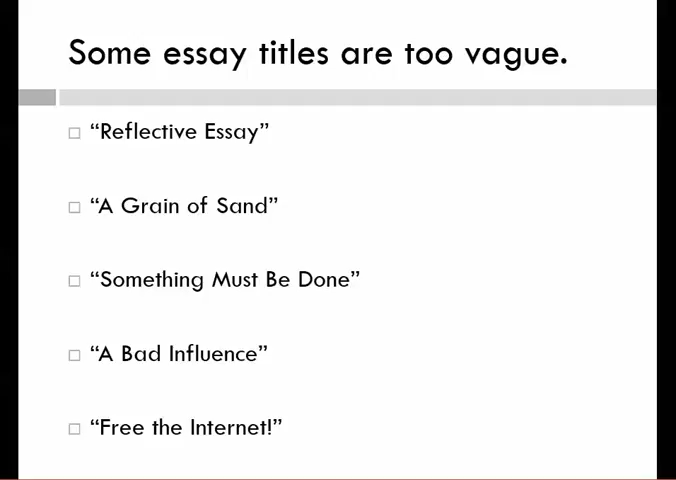 Some essay titles are too vague.
“Reflective Essay”
“A Grain of Sand”
“Something Must Be Done”
“A Bad Influence”
“Free the Internet!”